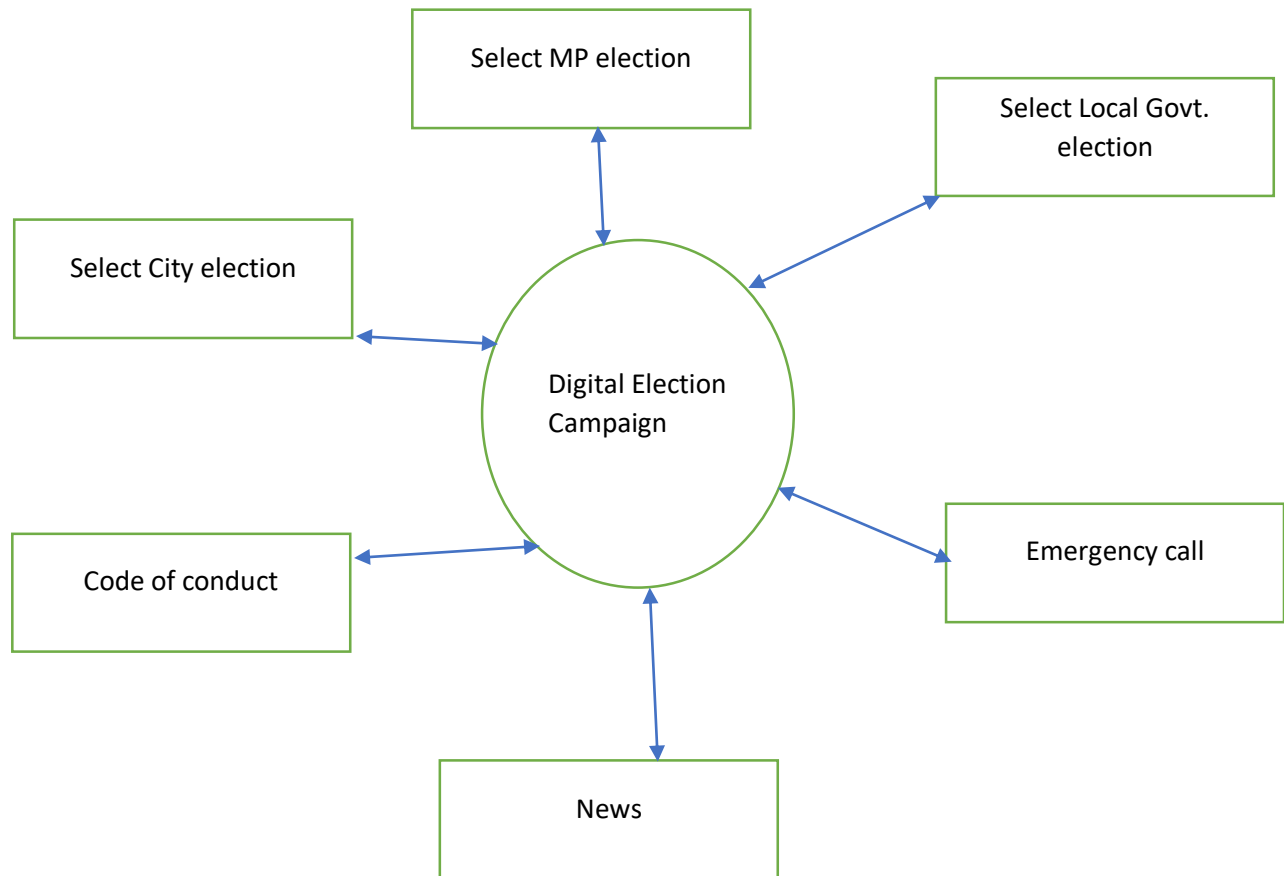 Select MP election
Select Local Govt.
election
Select City election
Digital Election
Campaign
Code of conduct
Emergency call
News